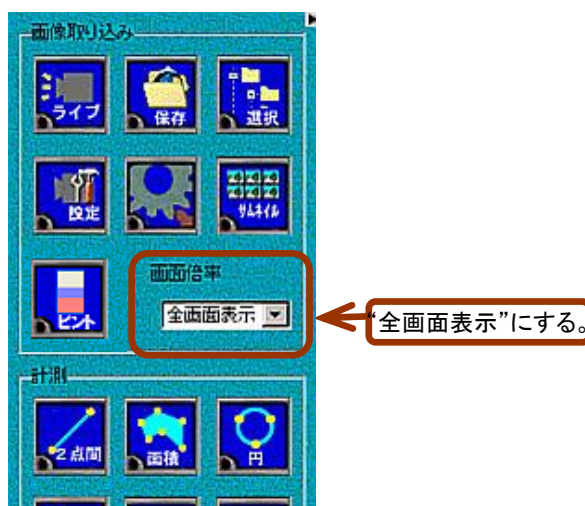 画像取り込み
ライブ
保存
選択
設定
サムネイル
ピント
画面倍率
全画面表示
“全画面表示”にする。
計測
2点間
面積
円